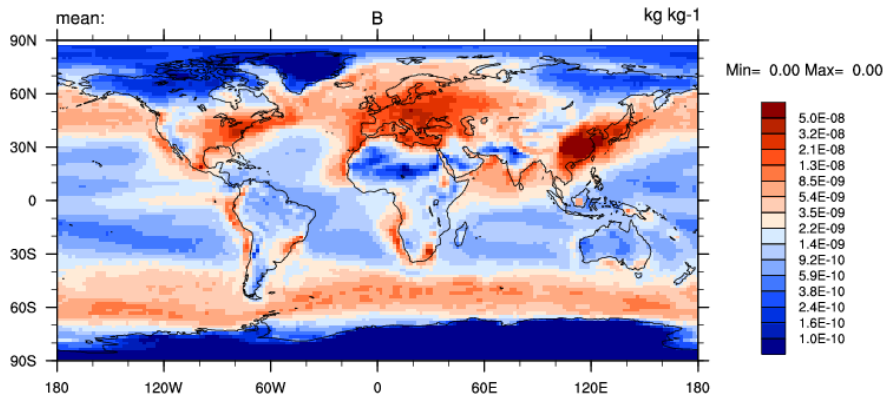 mean: B kg kg-1
90N
60N
30N
0
30S
60S
90S
180 120W 60W 0 60E 120E 180
Min= 0.00 Max= 0.00
5.0E-08
3.2E-08
2.1E-08
1.3E-08
8.5E-09
5.4E-09
3.5E-09
2.2E-09
1.4E-09
9.2E-10
5.9E-10
3.8E-10
2.4E-10
1.6E-10
1.0E-10